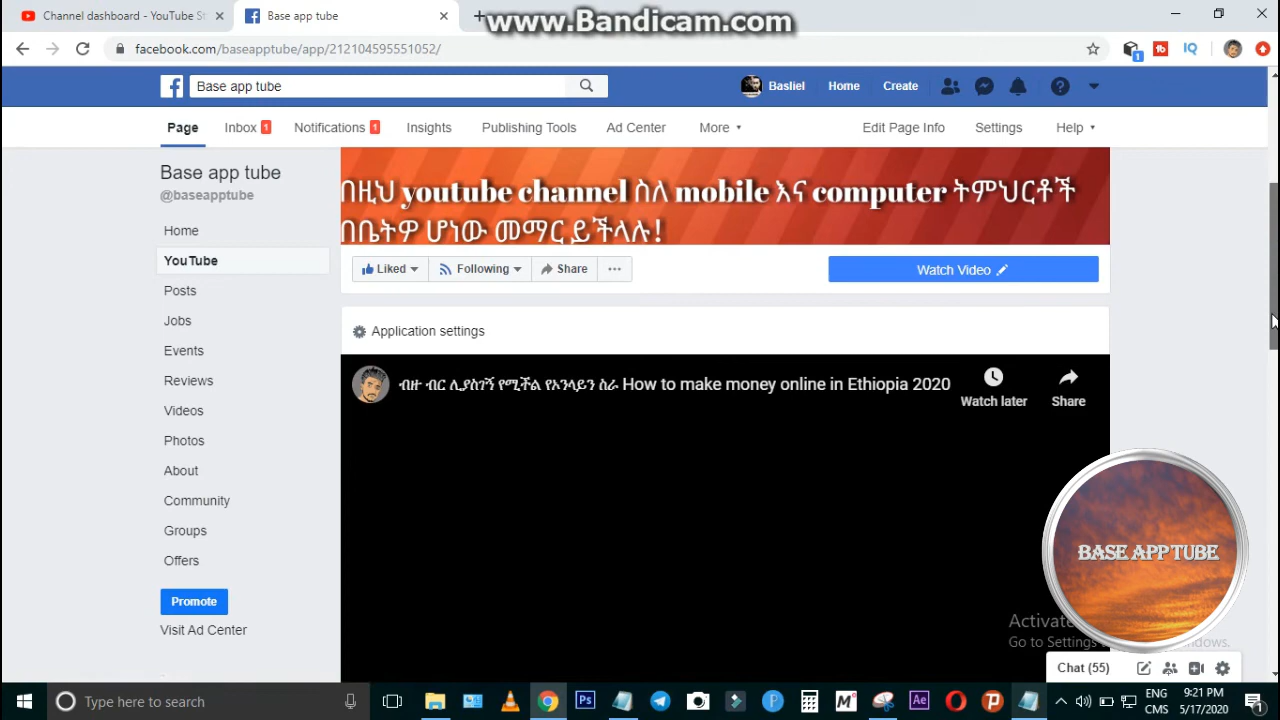 www.Bandicam.com
Channel dashboard - YouTube St
Base app tube
facebook.com/baseapptube/app/212104595551052/
Base app tube
Basliel Home Create
Page Inbox 1 Notifications 1 Insights Publishing Tools Ad Center More Edit Page Info Settings Help
Base app tube
@baseapptube
Home
YouTube
Posts
Jobs
Events
Reviews
Videos
Photos
About
Community
Groups
Offers
Promote
Visit Ad Center
በዚህ youtube channel ስለ mobile እና computer ትምህርቶች
በቤትዎ ሆነው መማር ይችላሉ!
Liked Following Share ...
Watch Video
Application settings
ብዙ ብር ሊያስገኝ የሚችል የኦንላይን ስራ How to make money online in Ethiopia 2020
Watch later
Share
BASE APP TUBE
Activate
Go to Settings
Chat (55)
Type here to search
ENG
CMS
9:21 PM
5/17/2020